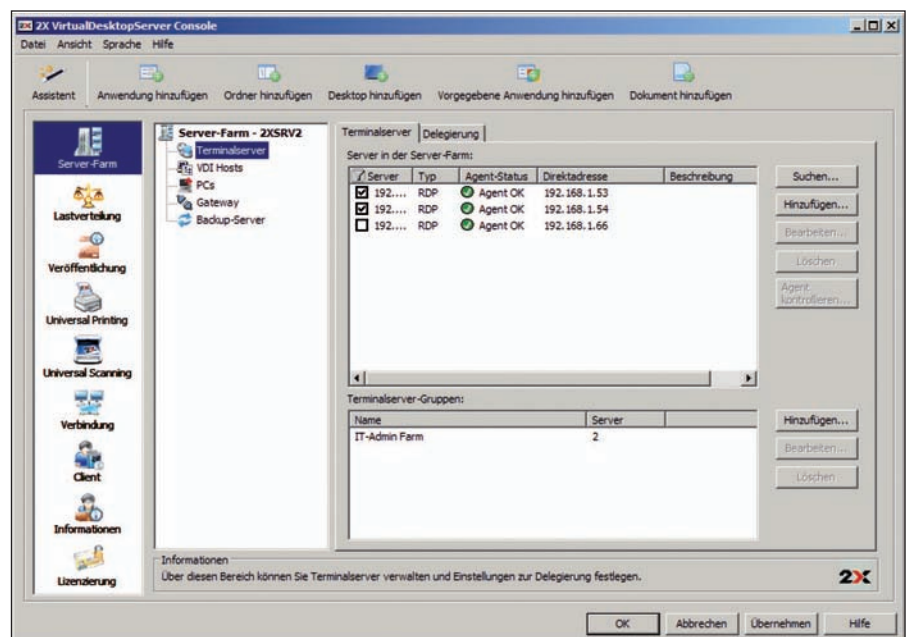 2X VirtualDesktopServer Console
Datei Ansicht Sprache Hilfe
Assistent Anwendung hinzufügen Ordner hinzufügen Desktop hinzufügen Vorgegebene Anwendung hinzufügen Dokument hinzufügen
Server-Farm
Lastverteilung
Veröffentlichung
Universal Printing
Universal Scanning
Verbindung
Client
Informationen
Lizenzierung
Server-Farm - 2XSRV2
Terminalserver
VDI Hosts
PCs
Gateway
Backup-Server
Terminalserver Delegierung
Server in der Server-Farm:
Server Typ Agent-Status Direktadresse Beschreibung
192.... RDP Agent OK 192.168.1.53
192.... RDP Agent OK 192.168.1.54
192.... RDP Agent OK 192.168.1.66
Suchen...
Hinzufügen...
Bearbeiten...
Löschen
Agent
kontrollieren...
Terminalserver-Gruppen:
Name Server
IT-Admin Farm 2
Hinzufügen...
Bearbeiten...
Löschen
Informationen
Über diesen Bereich können Sie Terminalserver verwalten und Einstellungen zur Delegierung festlegen.
2X
OK Abbrechen Übernehmen Hilfe